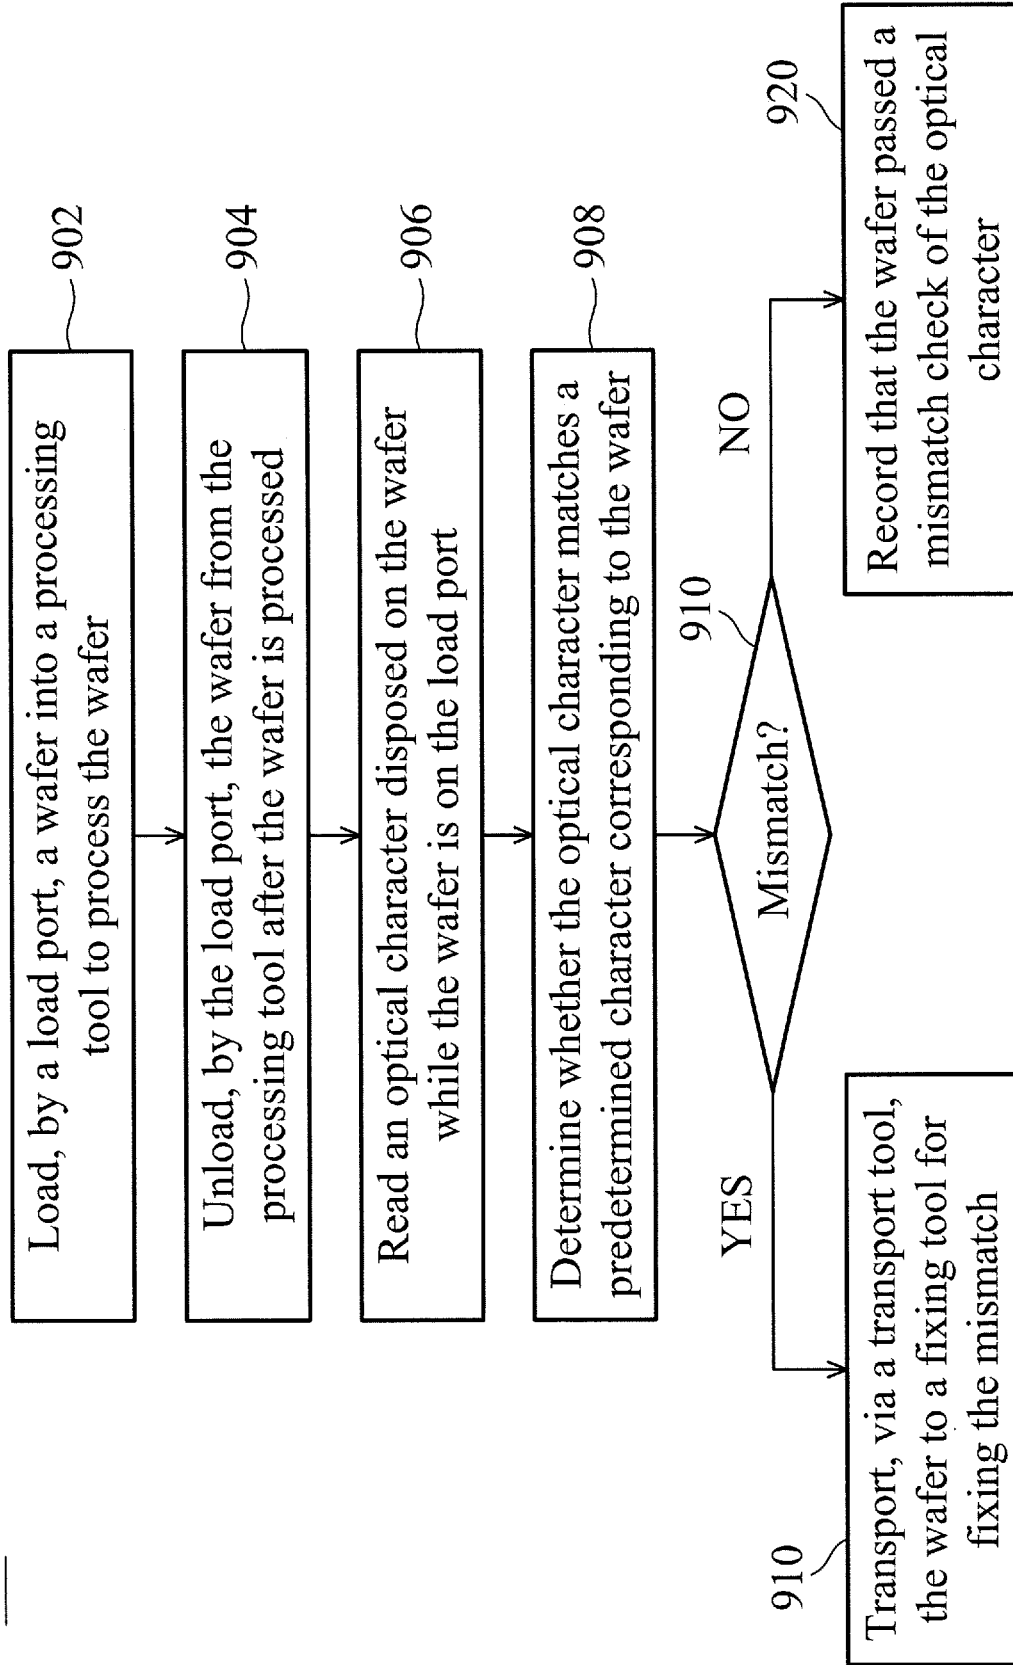 Load, by a load port, a wafer into a processing
tool to process the wafer
902
Unload, by the load port, the wafer from the
processing tool after the wafer is processed
904
Read an optical character disposed on the wafer
while the wafer is on the load port
906
Determine whether the optical character matches a
predetermined character corresponding to the wafer
908
Mismatch?
910
YES
NO
910
Transport, via a transport tool,
the wafer to a fixing tool for
fixing the mismatch
920
Record that the wafer passed a
mismatch check of the optical
character